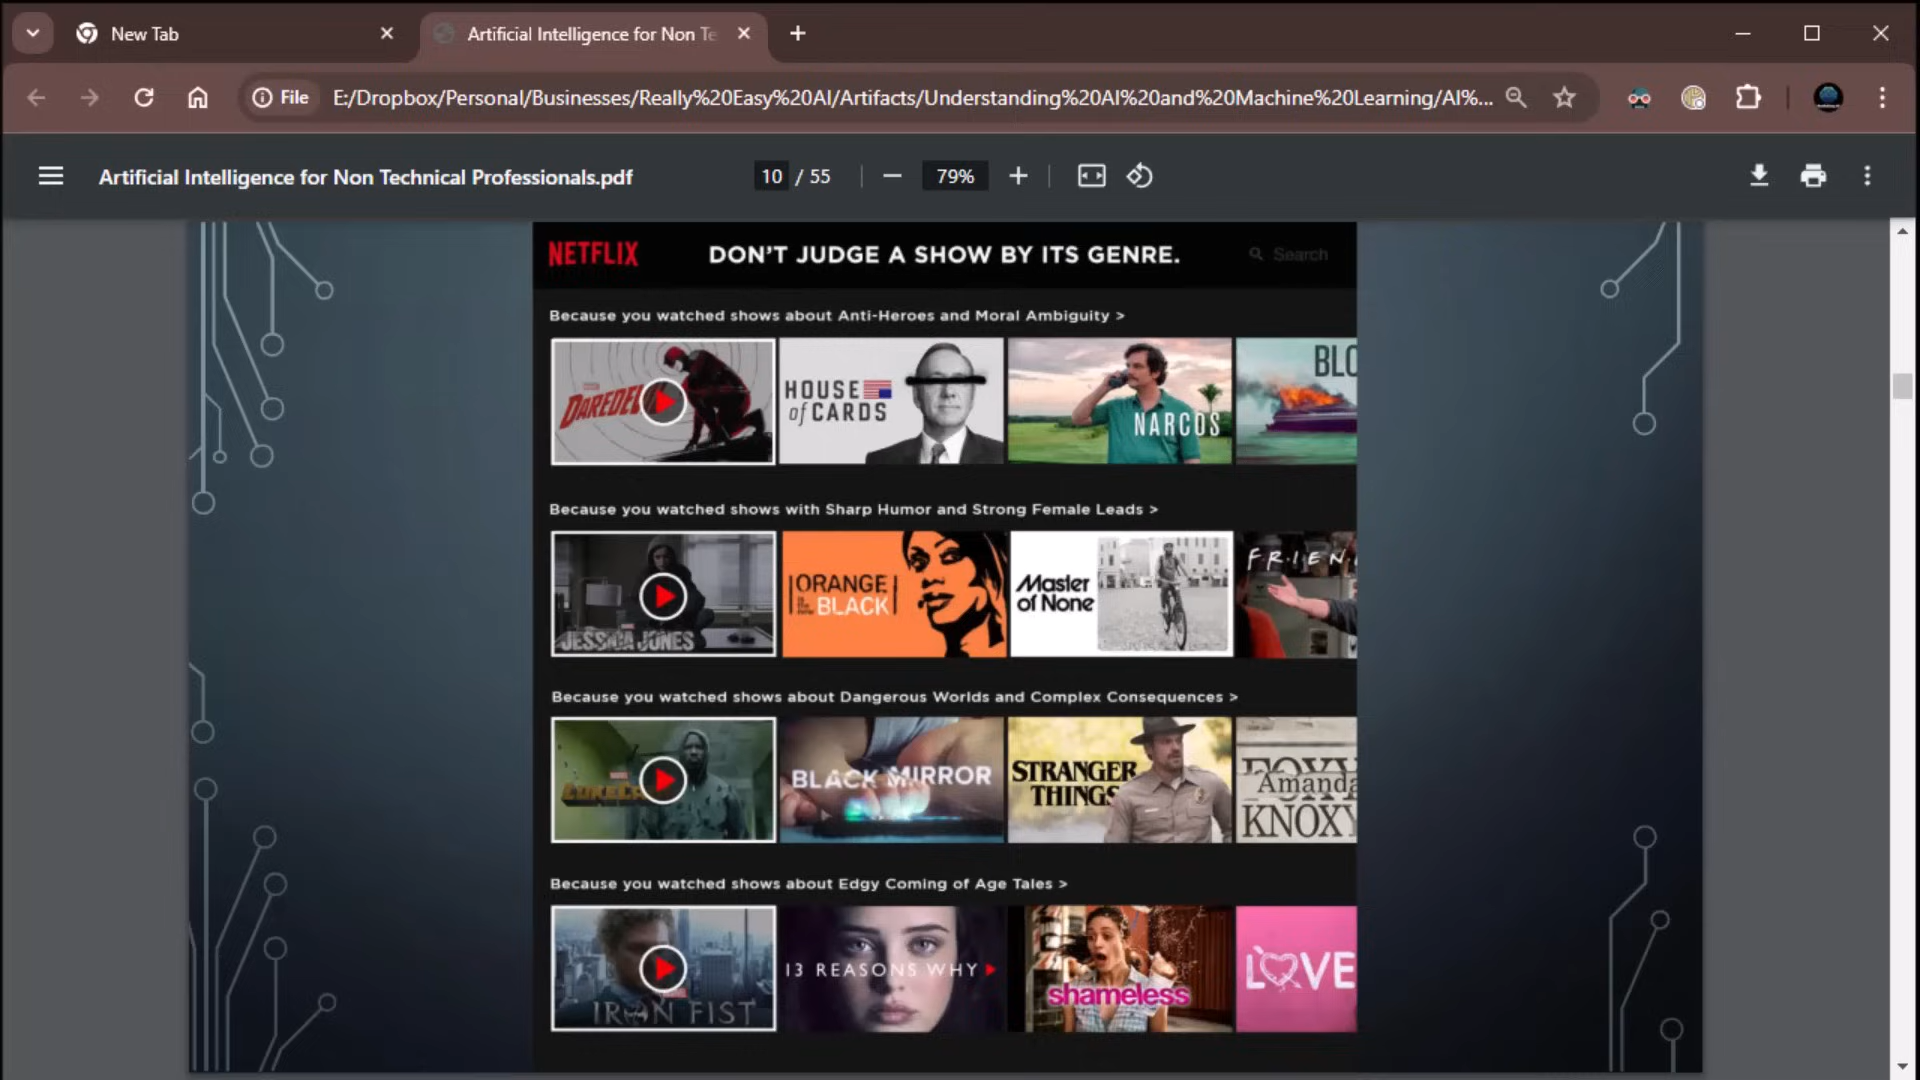 New Tab
Artificial Intelligence for Non Te
File
E:/Dropbox/Personal/Businesses/Really%20Easy%20AI/Artifacts/Understanding%20AI%20and%20Machine%20Learning/AI%...
Artificial Intelligence for Non Technical Professionals.pdf
10 / 55
79%
NETFLIX
DON'T JUDGE A SHOW BY ITS GENRE.
Search
Because you watched shows about Anti-Heroes and Moral Ambiguity >
DAREDEVIL
HOUSE of CARDS
NARCOS
BLO
Because you watched shows with Sharp Humor and Strong Female Leads >
JESSICA JONES
ORANGE IS THE NEW BLACK
Master of None
FRIEN
Because you watched shows about Dangerous Worlds and Complex Consequences >
MARVEL
LUKE CA
BLACK MIRROR
STRANGER THINGS
Amanda
KNOX
Because you watched shows about Edgy Coming of Age Tales >
IRON FIST
13 REASONS WHY
shameless
LOVE